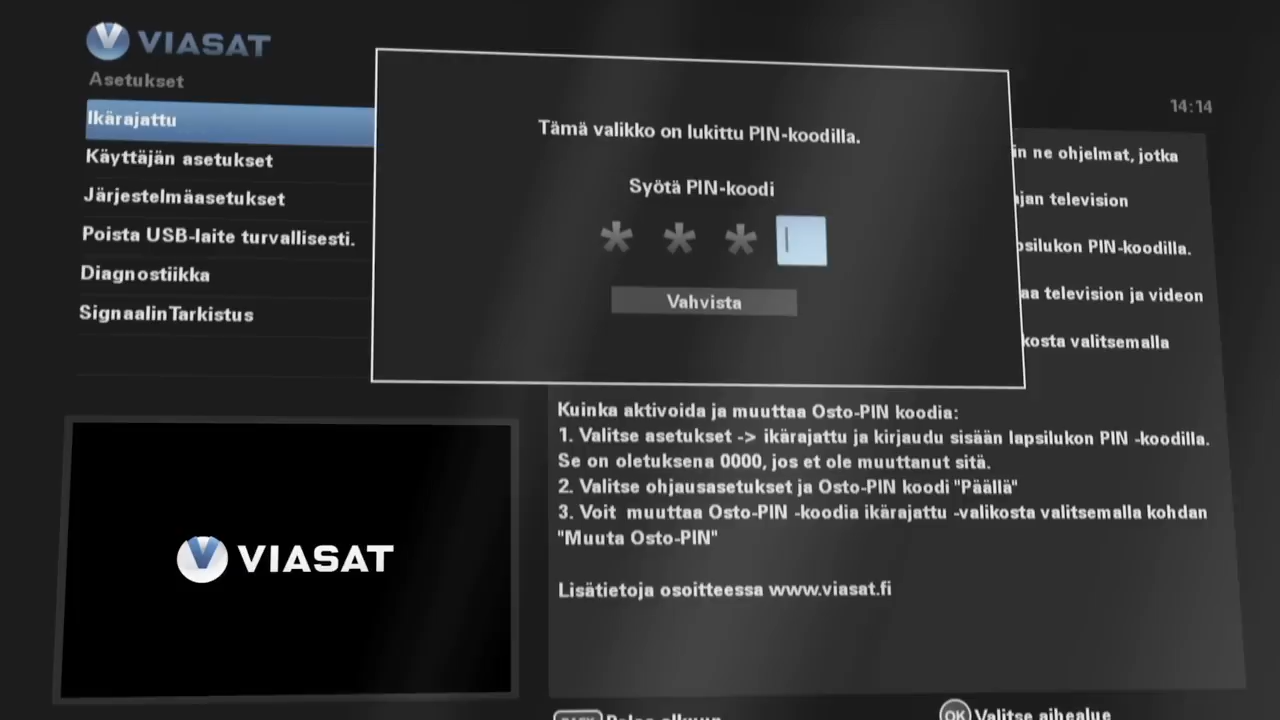 VIASAT
Asetukset
14:14
Ikärajattu
Käyttäjän asetukset
Järjestelmäasetukset
Poista USB-laite turvallisesti.
Diagnostiikka
SignaalinTarkistus
Tämä valikko on lukittu PIN-koodilla.
Syötä PIN-koodi
* * *
Vahvista
ne ohjelmat, jotka
television
PIN-koodilla.
television ja videon
valitsemalla
Kuinka aktivoida ja muuttaa Osto-PIN koodia:
1. Valitse asetukset -> ikärajattu ja kirjaudu sisään lapsilukon PIN -koodilla.
Se on oletuksena 0000, jos et ole muuttanut sitä.
2. Valitse ohjausasetukset ja Osto-PIN koodi "Päällä"
3. Voit muuttaa Osto-PIN -koodia ikärajattu -valikosta valitsemalla kohdan
"Muuta Osto-PIN"
Lisätietoja osoitteessa www.viasat.fi
VIASAT
OK Valitse aihealue